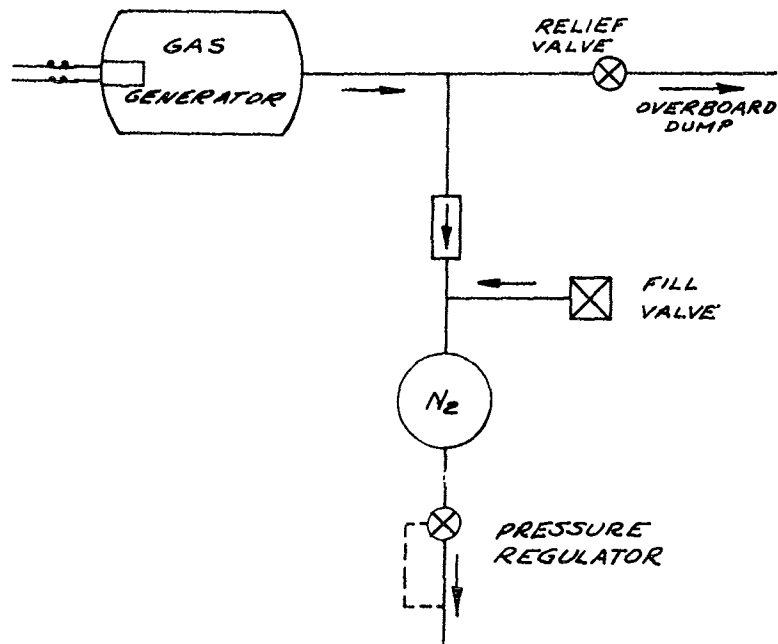 GAS
GENERATOR
RELIEF
VALVE
OVERBOARD
DUMP
FILL
VALVE
N2
PRESSURE
REGULATOR